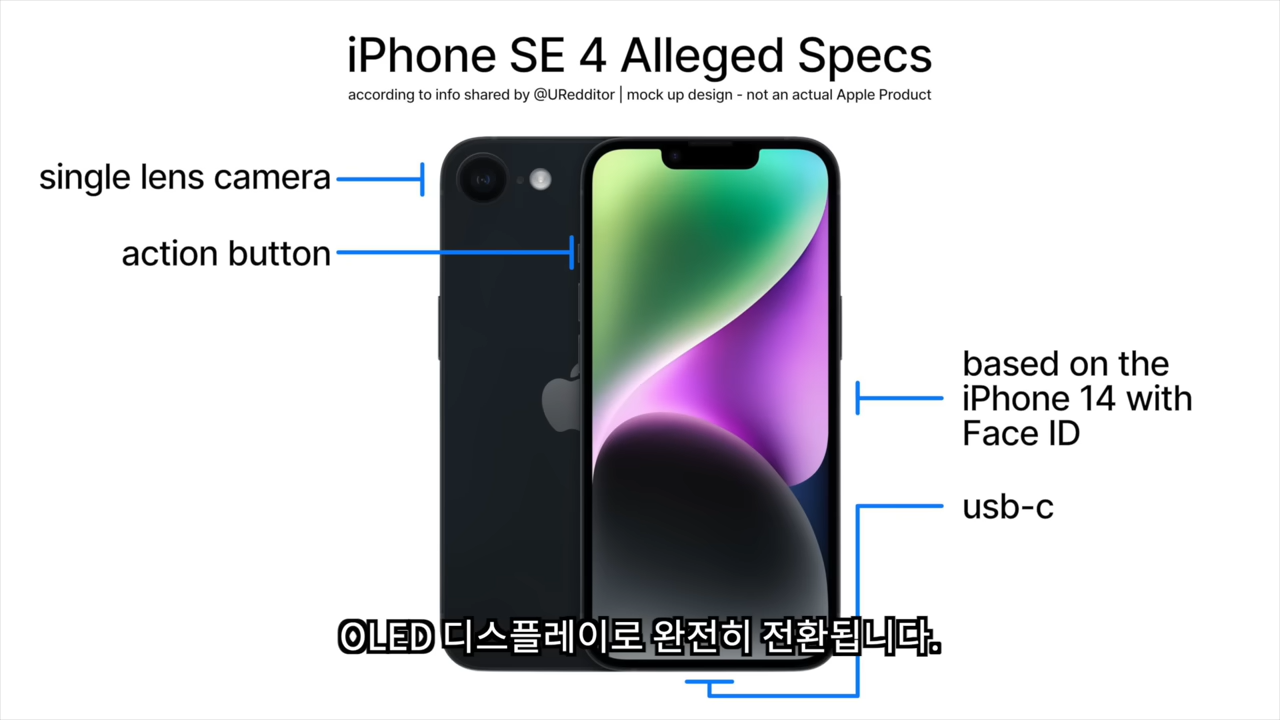 iPhone SE 4 Alleged Specs
according to info shared by @URedditor | mock up design - not an actual Apple Product
single lens camera
action button
based on the
iPhone 14 with
Face ID
usb-c
OLED 디스플레이로 완전히 전환됩니다.